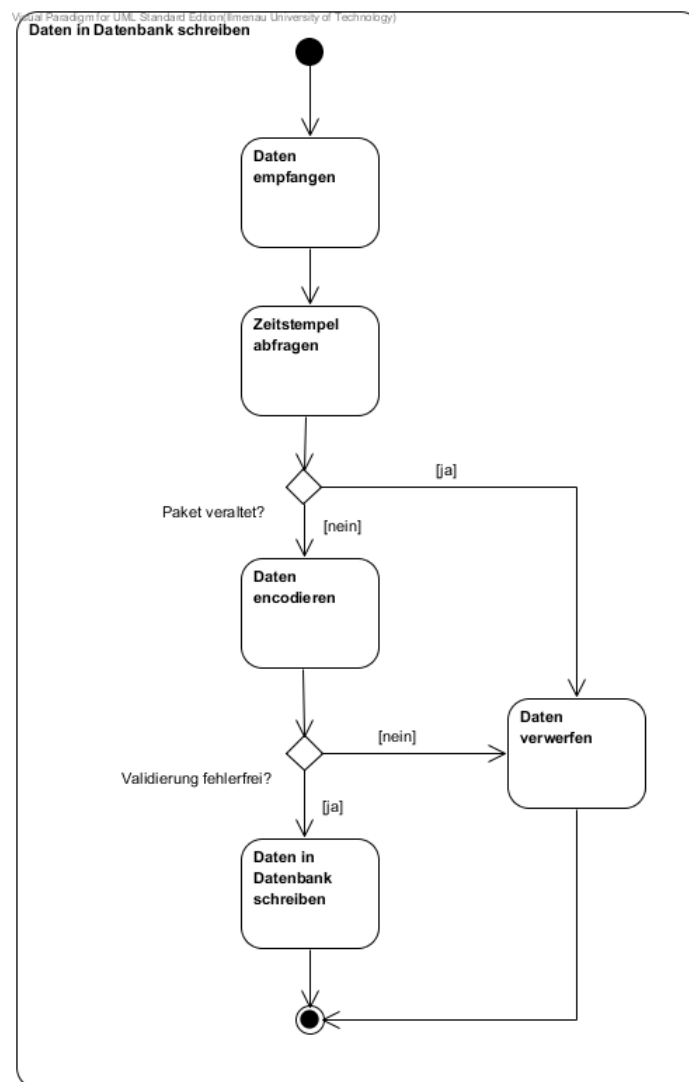 Visual Paradigm for UML Standard Edition(Ilmenau University of Technology)
Daten in Datenbank schreiben
Daten
empfangen
Zeitstempel
abfragen
[ja]
Paket veraltet?
[nein]
Daten
encodieren
Daten
verwerfen
[nein]
Validierung fehlerfrei?
[ja]
Daten in
Datenbank
schreiben